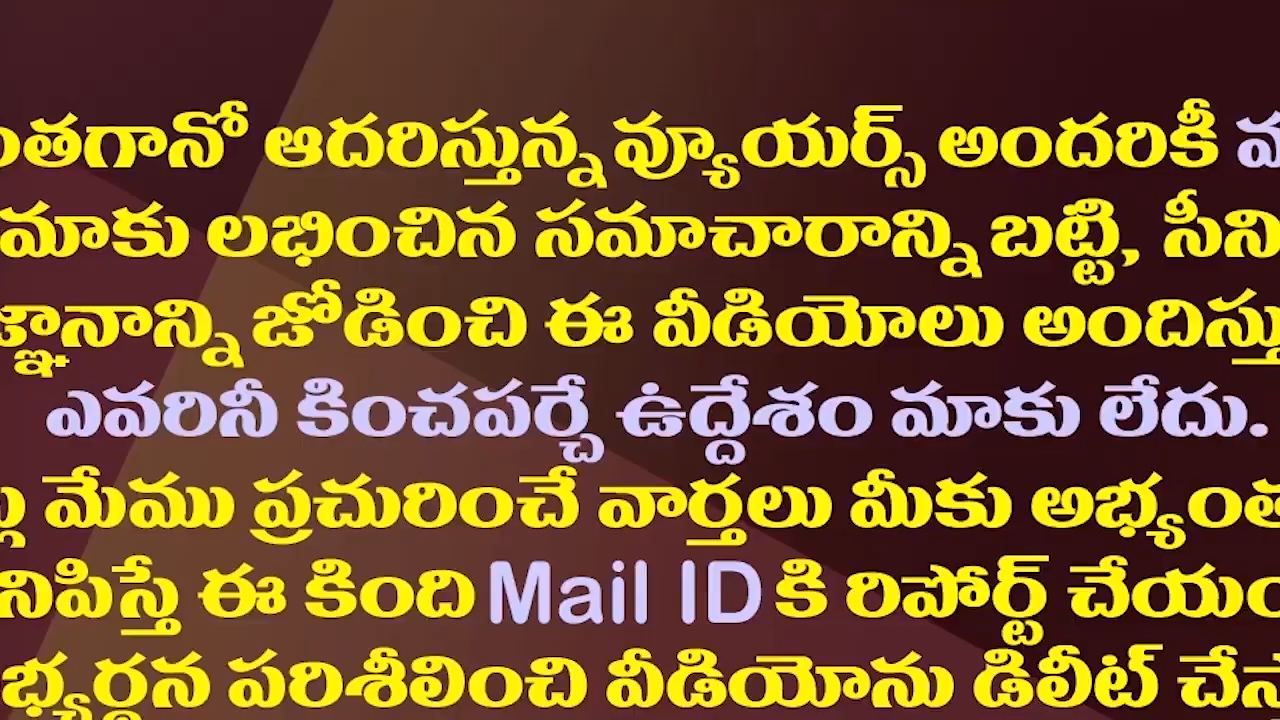 ఆదరిస్తున్న వ్యూయర్స్ అందరికీ
మాకు లభించిన సమాచారాన్ని బట్టి,
జోడించి ఈ వీడియోలు
ఎవరినీ కించపర్చే ఉద్దేశం మాకు లేదు.
మేము ప్రచురించే వార్తలు మీకు
ఈ కింది Mail ID కి రిపోర్ట్
పరిశీలించి వీడియోను డిలీట్